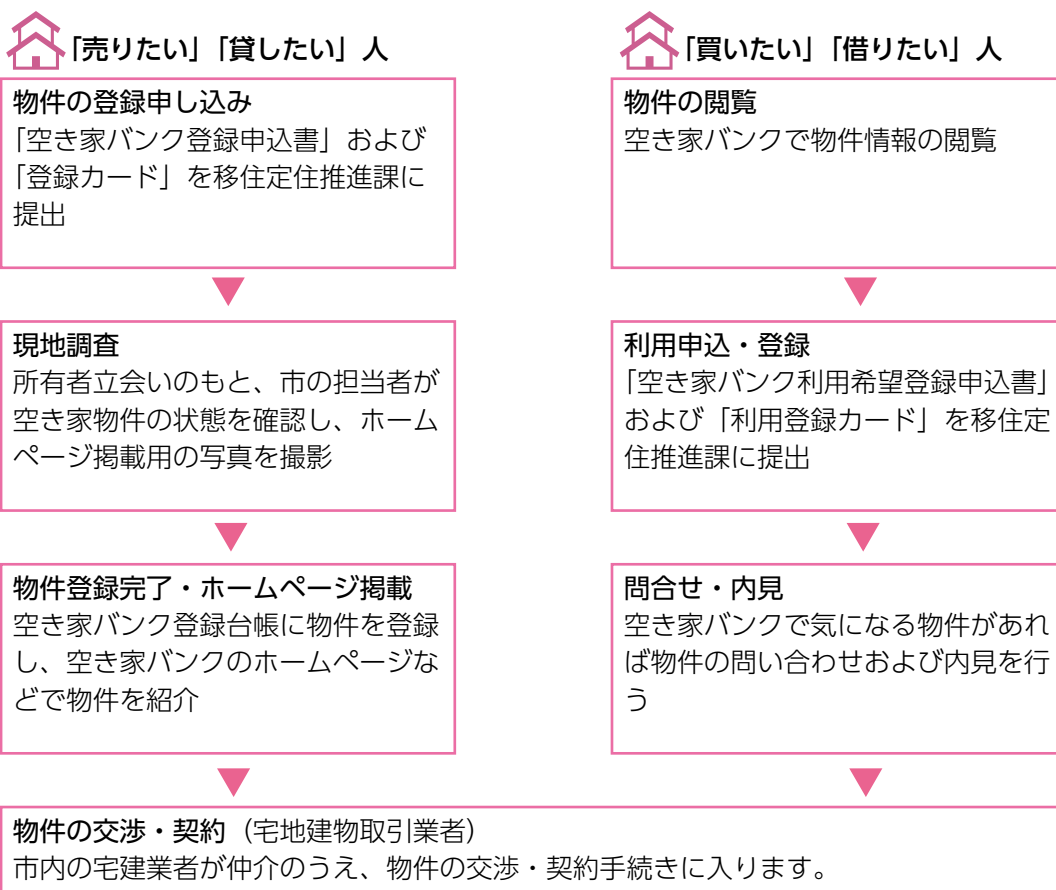 「売りたい」「貸したい」人
物件の登録申し込み
「空き家バンク登録申込書」および
「登録カード」を移住定住推進課に
提出
現地調査
所有者立会いのもと、市の担当者が
空き家物件の状態を確認し、ホーム
ページ掲載用の写真を撮影
物件登録完了・ホームページ掲載
空き家バンク登録台帳に物件を登録
し、空き家バンクのホームページな
どで物件を紹介
「買いたい」「借りたい」人
物件の閲覧
空き家バンクで物件情報の閲覧
利用申込・登録
「空き家バンク利用希望登録申込書」
および「利用登録カード」を移住定
住推進課に提出
問合せ・内見
空き家バンクで気になる物件があれ
ば物件の問い合わせおよび内見を行
う
物件の交渉・契約（宅地建物取引業者）
市内の宅建業者が仲介のうえ、物件の交渉・契約手続きに入ります。